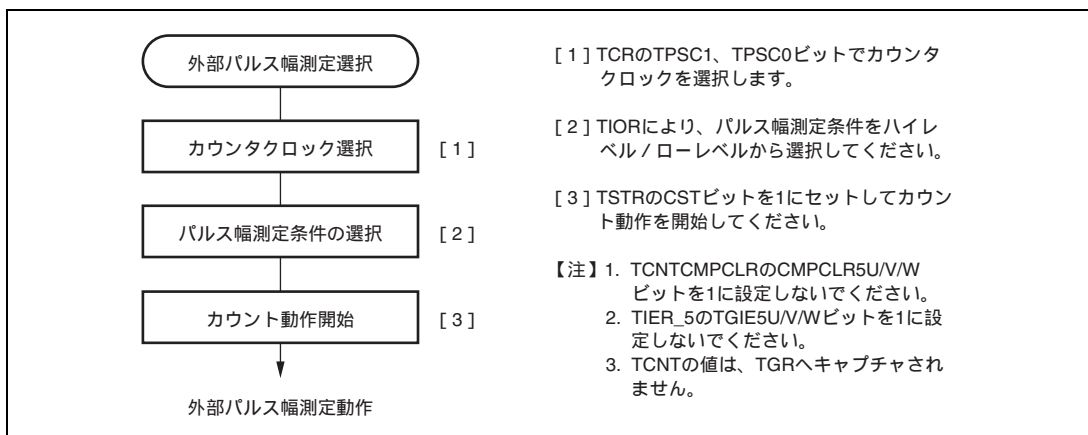 外部パルス幅測定選択
カウンタクロック選択
[ 1 ]
パルス幅測定条件の選択
[ 2 ]
カウント動作開始
[ 3 ]
外部パルス幅測定動作
[ 1 ] TCRのTPSC1、TPSC0ビットでカウンタ
クロックを選択します。
[ 2 ] TIORにより、パルス幅測定条件をハイレ
ベル / ローレベルから選択してください。
[ 3 ] TSTRのCSTビットを1にセットしてカウン
ト動作を開始してください。
【注】1. TCNTCMPCLRのCMPCLR5U/V/W
ビットを1に設定しないでください。
2. TIER_5のTGIE5U/V/Wビットを1に設
定しないでください。
3. TCNTの値は、TGRへキャプチャされ
ません。